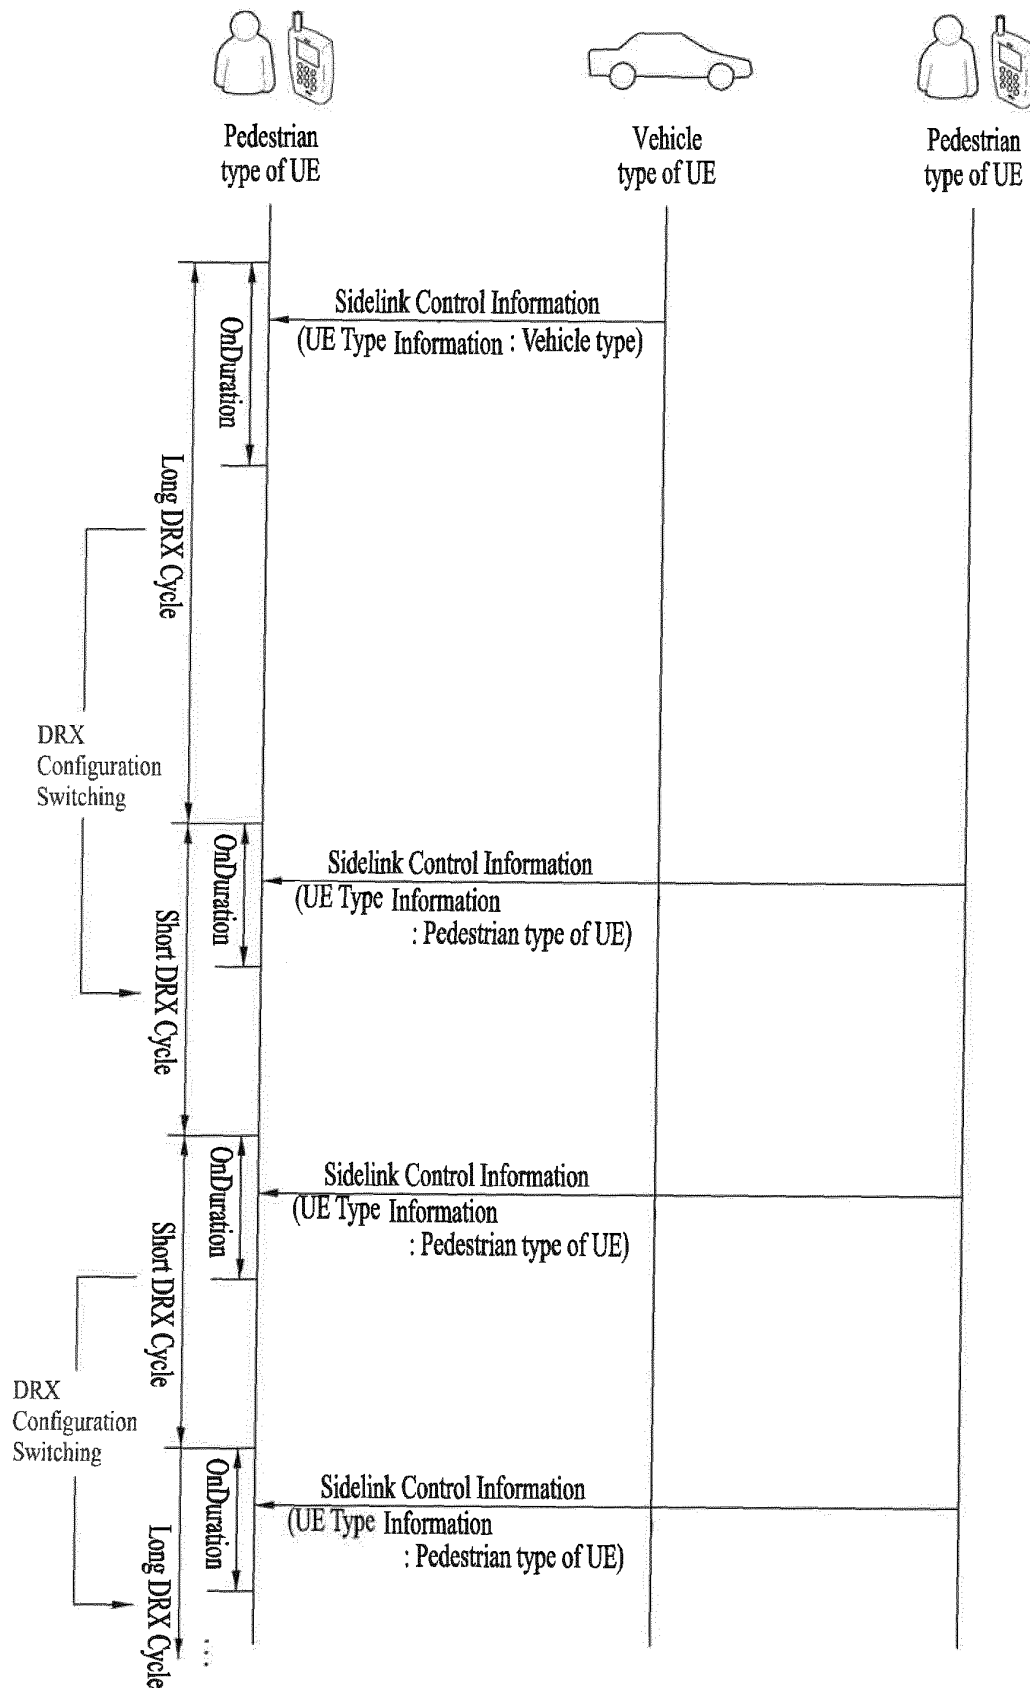 Pedestrian
type of UE
Vehicle
type of UE
Pedestrian
type of UE
Sidelink Control Information
(UE Type Information : Vehicle type)
OnDuration
Long DRX Cycle
DRX
Configuration
Switching
OnDuration
Sidelink Control Information
(UE Type Information
: Pedestrian type of UE)
Short DRX Cycle
OnDuration
Sidelink Control Information
(UE Type Information
: Pedestrian type of UE)
Short DRX Cycle
DRX
Configuration
Switching
OnDuration
Sidelink Control Information
(UE Type Information
: Pedestrian type of UE)
Long DRX Cycle
...